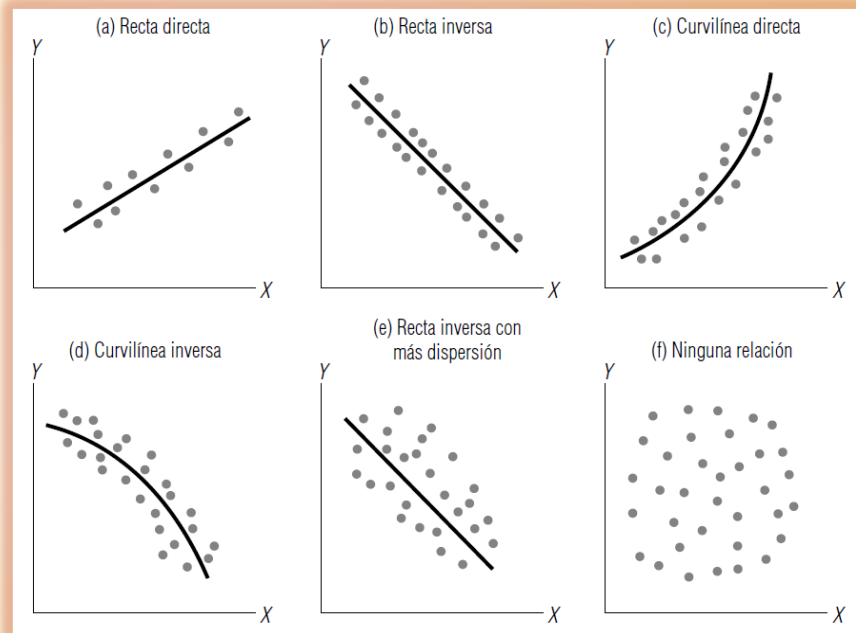 (a) Recta directa
Y
X
(b) Recta inversa
Y
X
(c) Curvilínea directa
Y
X
(d) Curvilínea inversa
Y
X
(e) Recta inversa con
más dispersión
Y
X
(f) Ninguna relación
Y
X